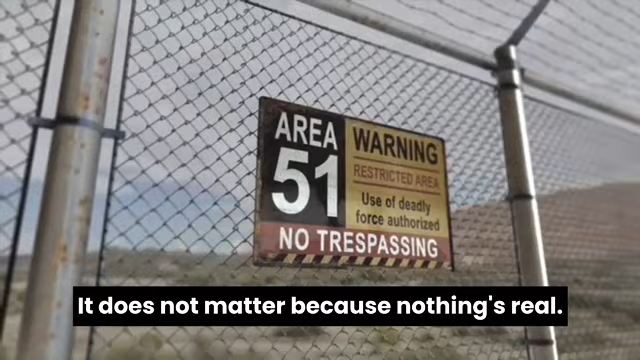 AREA
51
WARNING
RESTRICTED AREA
Use of deadly
force authorized
NO TRESPASSING
It does not matter because nothing's real.